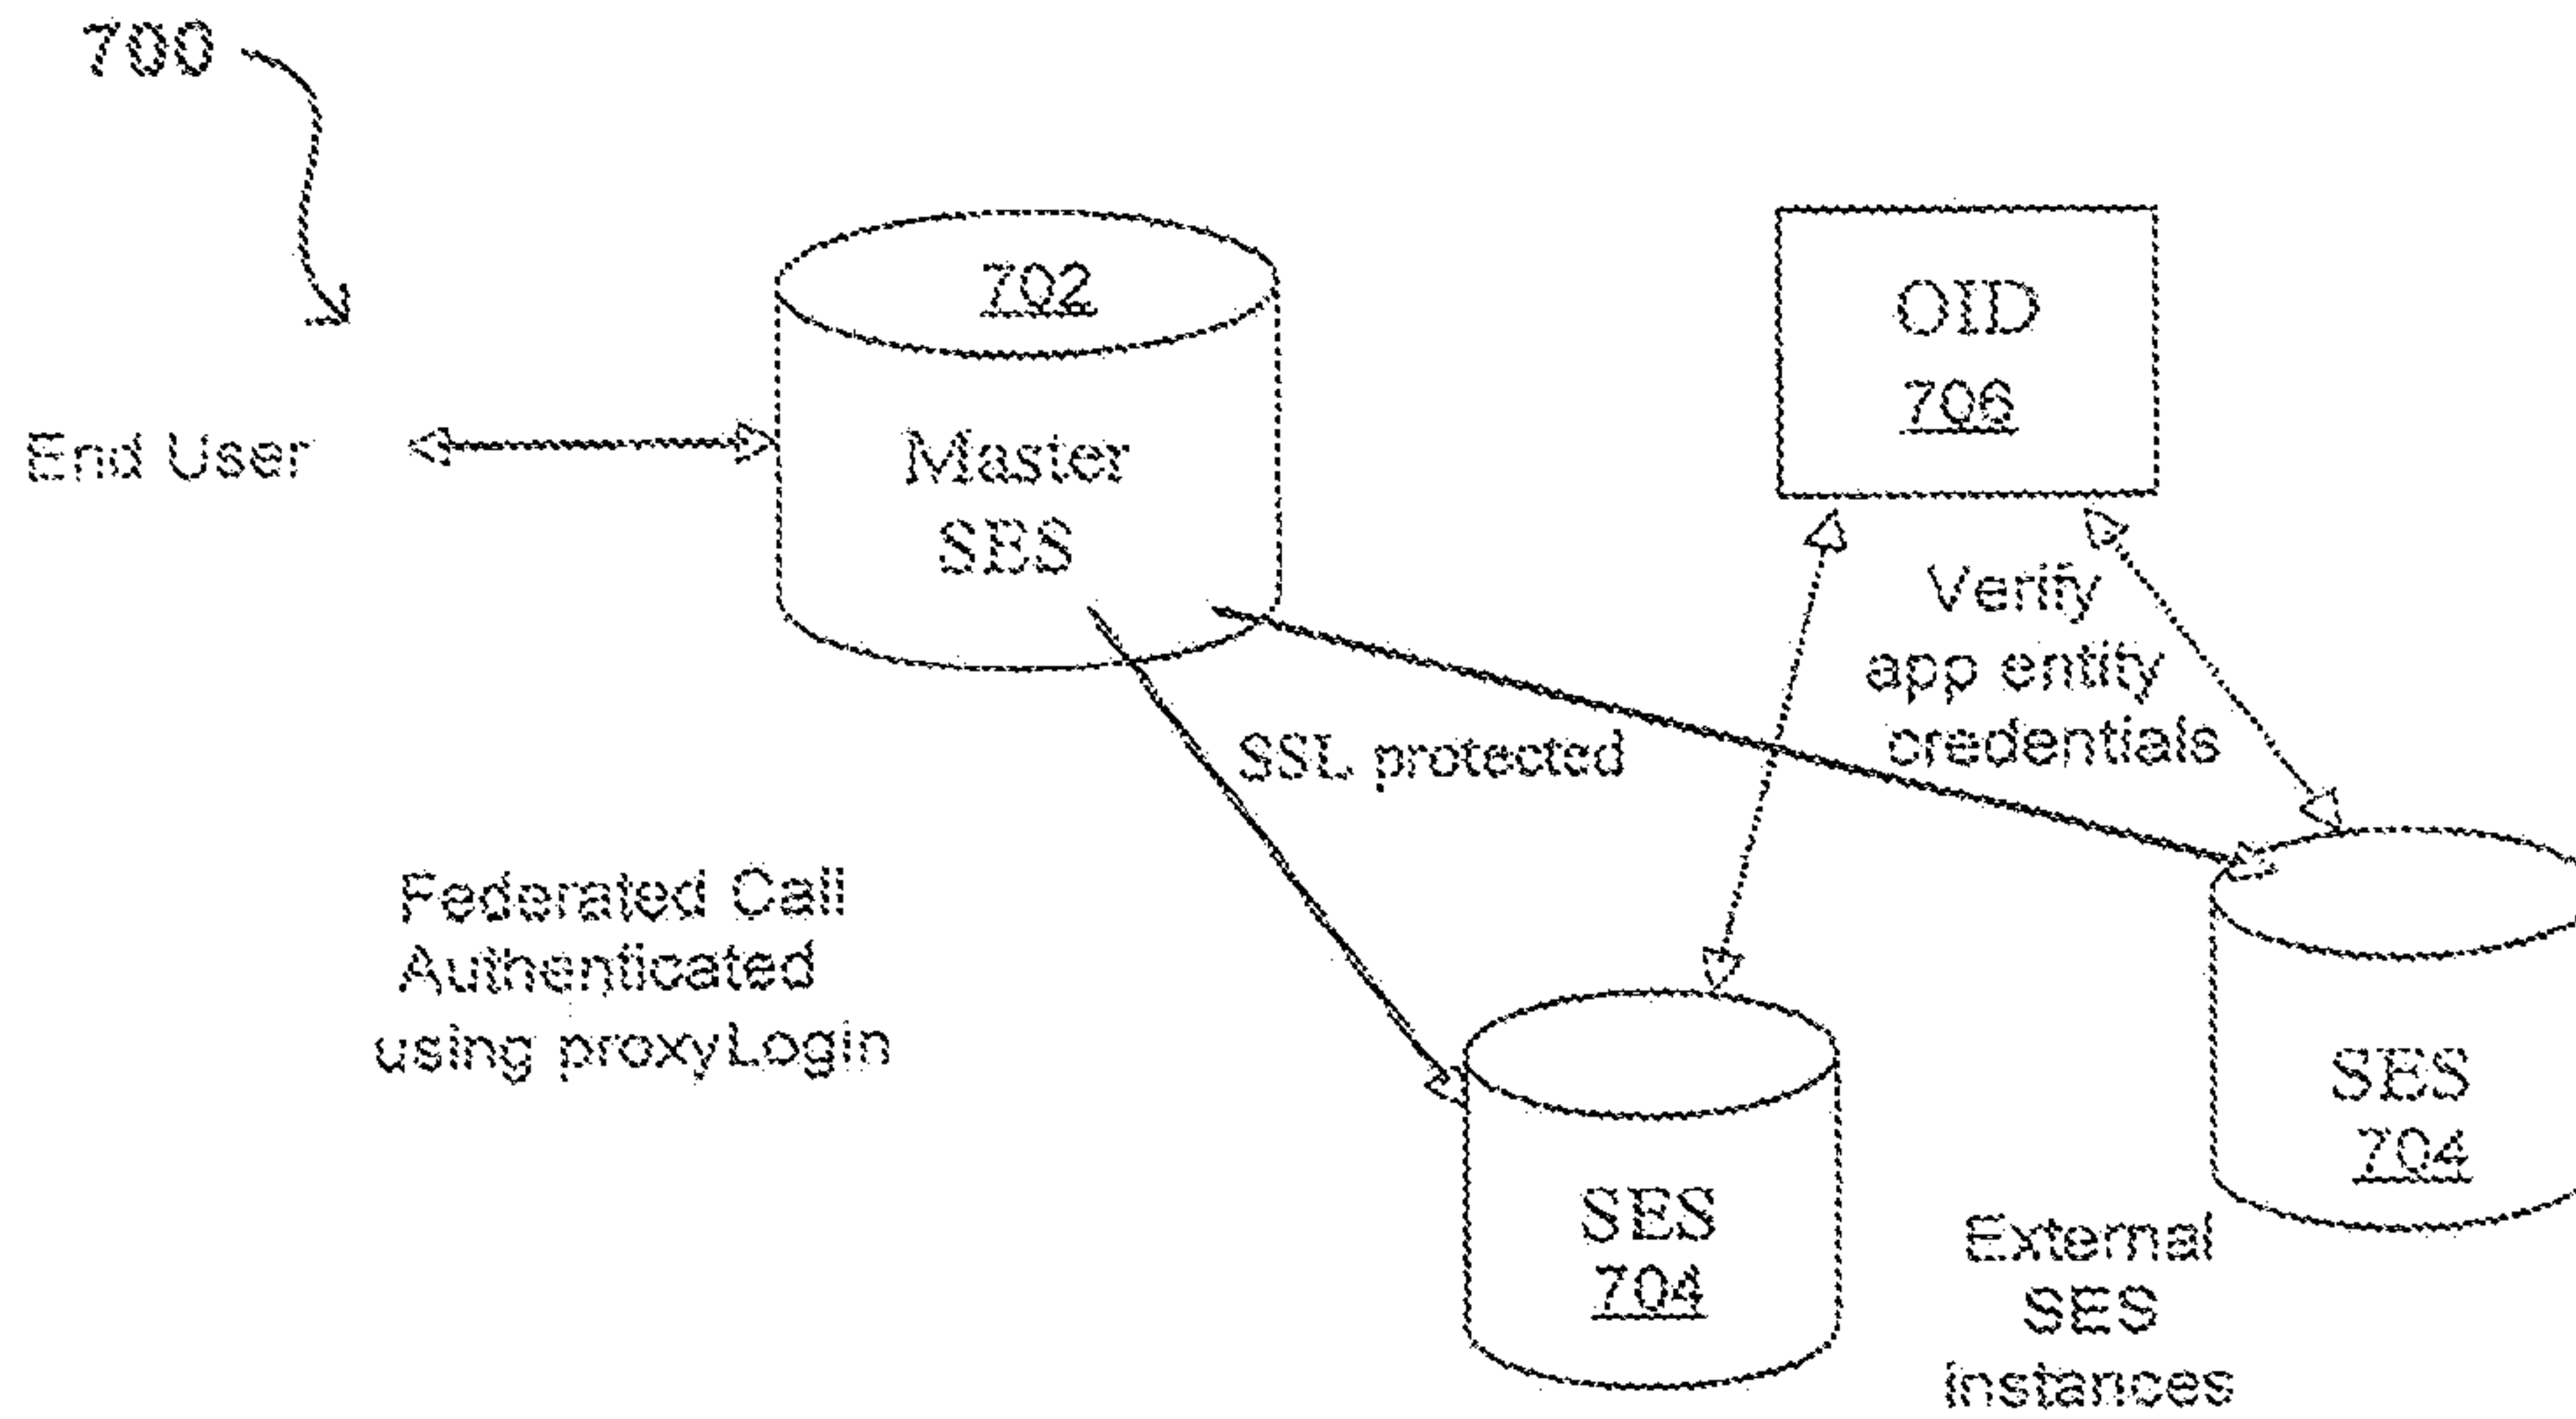 700
702
Master
SES
End User
OID
706
Verify
app entity
credentials
SSL protected
Federated Call
Authenticated
using proxyLogin
SES
704
SES
704
External
SES
instances